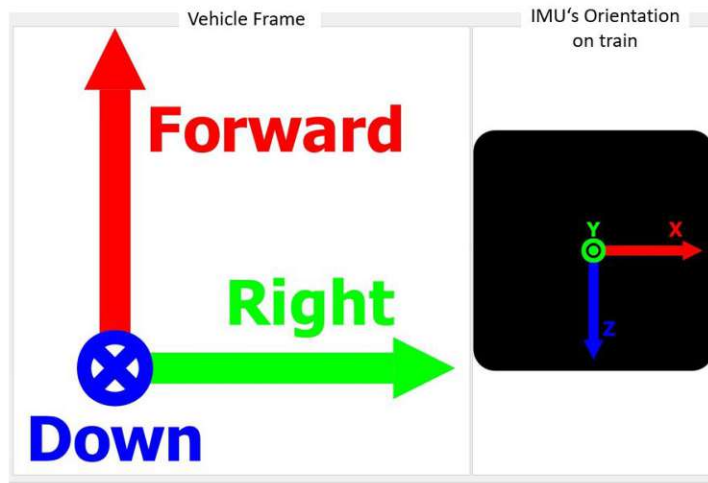 Vehicle Frame
Forward
Right
Down
IMU‘s Orientation
on train
Y
X
Z